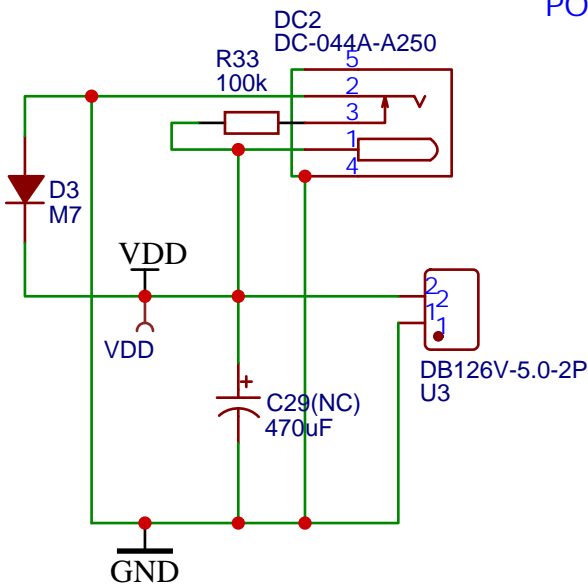 PO
DC2
DC-044A-A250
R33
100k
5
2
3
1
4
D3
M7
VDD
VDD
2
2
1
1
DB126V-5.0-2P
U3
+
C29(NC)
470uF
GND